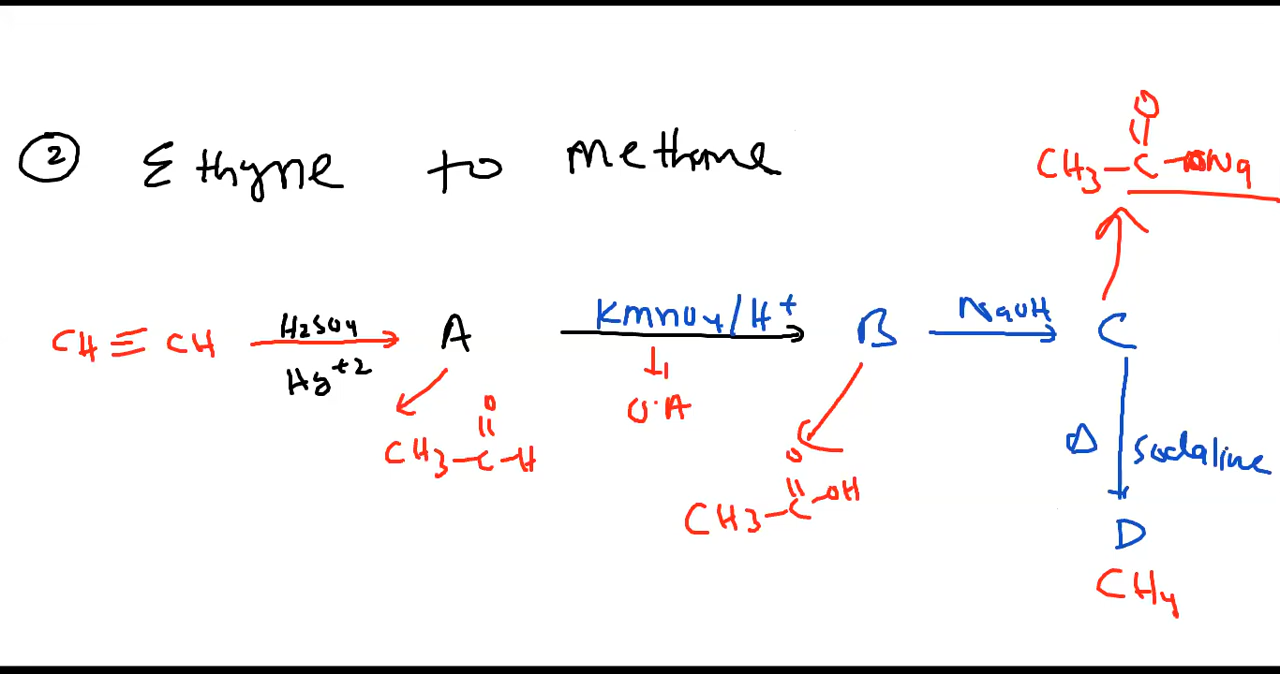 ② Ethyne to methane
O
||
CH3–C–ONa
CH≡CH H2SO4 Hg+2 A KMnO4/H+ B NaOH C
O·A
O
||
CH3–C–H
O
||
CH3–C–OH
Δ sodalime
D
CH4